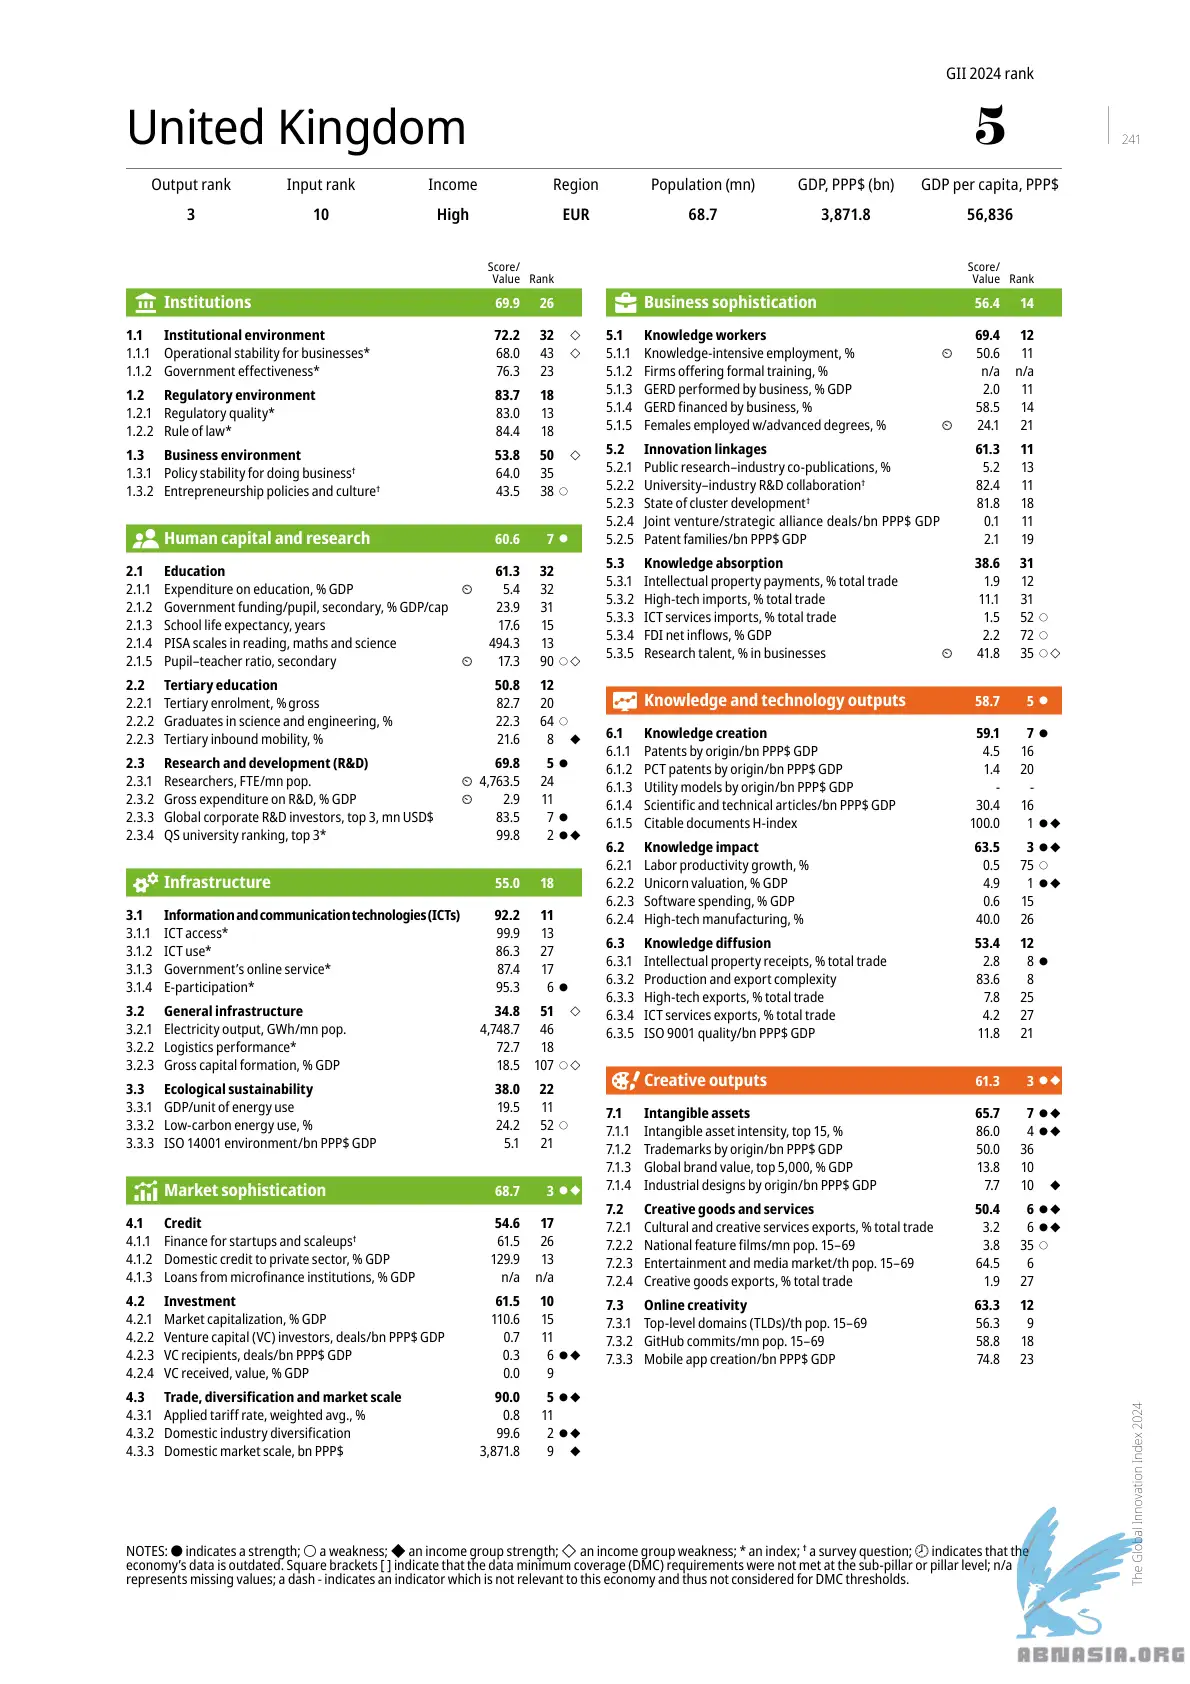 GII 2024 rank
United Kingdom
5
241
Output rank Input rank Income Region Population (mn) GDP, PPP$ (bn) GDP per capita, PPP$
3 10 High EUR 68.7 3,871.8 56,836
Score/
Value Rank
Institutions 69.9 26
1.1 Institutional environment 72.2 32 ◇
1.1.1 Operational stability for businesses* 68.0 43 ◇
1.1.2 Government effectiveness* 76.3 23
1.2 Regulatory environment 83.7 18
1.2.1 Regulatory quality* 83.0 13
1.2.2 Rule of law* 84.4 18
1.3 Business environment 53.8 50 ◇
1.3.1 Policy stability for doing business† 64.0 35
1.3.2 Entrepreneurship policies and culture† 43.5 38 ○
Human capital and research 60.6 7 ●
2.1 Education 61.3 32
2.1.1 Expenditure on education, % GDP 5.4 32
2.1.2 Government funding/pupil, secondary, % GDP/cap 23.9 31
2.1.3 School life expectancy, years 17.6 15
2.1.4 PISA scales in reading, maths and science 494.3 13
2.1.5 Pupil–teacher ratio, secondary 17.3 90 ○◇
2.2 Tertiary education 50.8 12
2.2.1 Tertiary enrolment, % gross 82.7 20
2.2.2 Graduates in science and engineering, % 22.3 64 ○
2.2.3 Tertiary inbound mobility, % 21.6 8 ◆
2.3 Research and development (R&D) 69.8 5 ●
2.3.1 Researchers, FTE/mn pop. 4,763.5 24
2.3.2 Gross expenditure on R&D, % GDP 2.9 11
2.3.3 Global corporate R&D investors, top 3, mn USD$ 83.5 7 ●
2.3.4 QS university ranking, top 3* 99.8 2 ●◆
Infrastructure 55.0 18
3.1 Information and communication technologies (ICTs) 92.2 11
3.1.1 ICT access* 99.9 13
3.1.2 ICT use* 86.3 27
3.1.3 Government's online service* 87.4 17
3.1.4 E-participation* 95.3 6 ●
3.2 General infrastructure 34.8 51 ◇
3.2.1 Electricity output, GWh/mn pop. 4,748.7 46
3.2.2 Logistics performance* 72.7 18
3.2.3 Gross capital formation, % GDP 18.5 107 ○◇
3.3 Ecological sustainability 38.0 22
3.3.1 GDP/unit of energy use 19.5 11
3.3.2 Low-carbon energy use, % 24.2 52 ○
3.3.3 ISO 14001 environment/bn PPP$ GDP 5.1 21
Market sophistication 68.7 3 ●◆
4.1 Credit 54.6 17
4.1.1 Finance for startups and scaleups† 61.5 26
4.1.2 Domestic credit to private sector, % GDP 129.9 13
4.1.3 Loans from microfinance institutions, % GDP n/a n/a
4.2 Investment 61.5 10
4.2.1 Market capitalization, % GDP 110.6 15
4.2.2 Venture capital (VC) investors, deals/bn PPP$ GDP 0.7 11
4.2.3 VC recipients, deals/bn PPP$ GDP 0.3 6 ●◆
4.2.4 VC received, value, % GDP 0.0 9
4.3 Trade, diversification and market scale 90.0 5 ●◆
4.3.1 Applied tariff rate, weighted avg., % 0.8 11
4.3.2 Domestic industry diversification 99.6 2 ●◆
4.3.3 Domestic market scale, bn PPP$ 3,871.8 9 ◆
Score/
Value Rank
Business sophistication 56.4 14
5.1 Knowledge workers 69.4 12
5.1.1 Knowledge-intensive employment, % 50.6 11
5.1.2 Firms offering formal training, % n/a n/a
5.1.3 GERD performed by business, % GDP 2.0 11
5.1.4 GERD financed by business, % 58.5 14
5.1.5 Females employed w/advanced degrees, % 24.1 21
5.2 Innovation linkages 61.3 11
5.2.1 Public research–industry co-publications, % 5.2 13
5.2.2 University–industry R&D collaboration† 82.4 11
5.2.3 State of cluster development† 81.8 18
5.2.4 Joint venture/strategic alliance deals/bn PPP$ GDP 0.1 11
5.2.5 Patent families/bn PPP$ GDP 2.1 19
5.3 Knowledge absorption 38.6 31
5.3.1 Intellectual property payments, % total trade 1.9 12
5.3.2 High-tech imports, % total trade 11.1 31
5.3.3 ICT services imports, % total trade 1.5 52 ○
5.3.4 FDI net inflows, % GDP 2.2 72 ○
5.3.5 Research talent, % in businesses 41.8 35 ○◇
Knowledge and technology outputs 58.7 5 ●
6.1 Knowledge creation 59.1 7 ●
6.1.1 Patents by origin/bn PPP$ GDP 4.5 16
6.1.2 PCT patents by origin/bn PPP$ GDP 1.4 20
6.1.3 Utility models by origin/bn PPP$ GDP - -
6.1.4 Scientific and technical articles/bn PPP$ GDP 30.4 16
6.1.5 Citable documents H-index 100.0 1 ●◆
6.2 Knowledge impact 63.5 3 ●◆
6.2.1 Labor productivity growth, % 0.5 75 ○
6.2.2 Unicorn valuation, % GDP 4.9 1 ●◆
6.2.3 Software spending, % GDP 0.6 15
6.2.4 High-tech manufacturing, % 40.0 26
6.3 Knowledge diffusion 53.4 12
6.3.1 Intellectual property receipts, % total trade 2.8 8 ●
6.3.2 Production and export complexity 83.6 8
6.3.3 High-tech exports, % total trade 7.8 25
6.3.4 ICT services exports, % total trade 4.2 27
6.3.5 ISO 9001 quality/bn PPP$ GDP 11.8 21
Creative outputs 61.3 3 ●◆
7.1 Intangible assets 65.7 7 ●◆
7.1.1 Intangible asset intensity, top 15, % 86.0 4 ●◆
7.1.2 Trademarks by origin/bn PPP$ GDP 50.0 36
7.1.3 Global brand value, top 5,000, % GDP 13.8 10
7.1.4 Industrial designs by origin/bn PPP$ GDP 7.7 10 ◆
7.2 Creative goods and services 50.4 6 ●◆
7.2.1 Cultural and creative services exports, % total trade 3.2 6 ●◆
7.2.2 National feature films/mn pop. 15–69 3.8 35 ○
7.2.3 Entertainment and media market/th pop. 15–69 64.5 6
7.2.4 Creative goods exports, % total trade 1.9 27
7.3 Online creativity 63.3 12
7.3.1 Top-level domains (TLDs)/th pop. 15–69 56.3 9
7.3.2 GitHub commits/mn pop. 15–69 58.8 18
7.3.3 Mobile app creation/bn PPP$ GDP 74.8 23
The Global Innovation Index 2024
NOTES: ● indicates a strength; ○ a weakness; ◆ an income group strength; ◇ an income group weakness; * an index; † a survey question; 🕘 indicates that the
economy's data is outdated. Square brackets [ ] indicate that the data minimum coverage (DMC) requirements were not met at the sub-pillar or pillar level; n/a
represents missing values; a dash - indicates an indicator which is not relevant to this economy and thus not considered for DMC thresholds.
ABNASIA.ORG